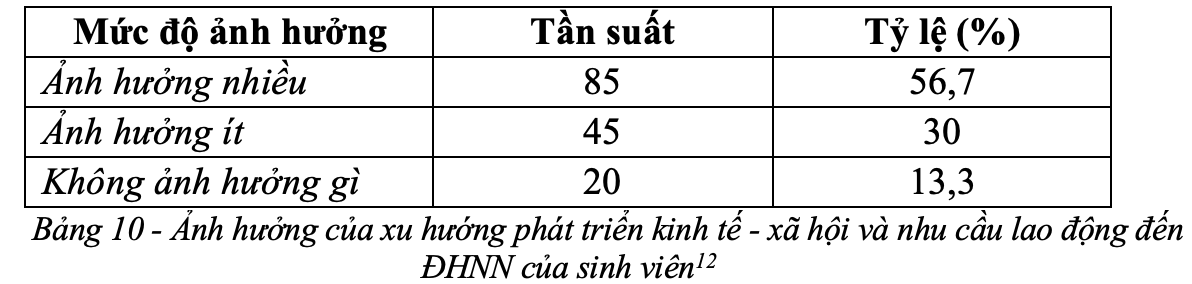 Mức độ ảnh hưởng Tần suất Tỷ lệ (%)
Ảnh hưởng nhiều 85 56,7
Ảnh hưởng ít 45 30
Không ảnh hưởng gì 20 13,3
Bảng 10 - Ảnh hưởng của xu hướng phát triển kinh tế - xã hội và nhu cầu lao động đến
ĐHNN của sinh viên¹²